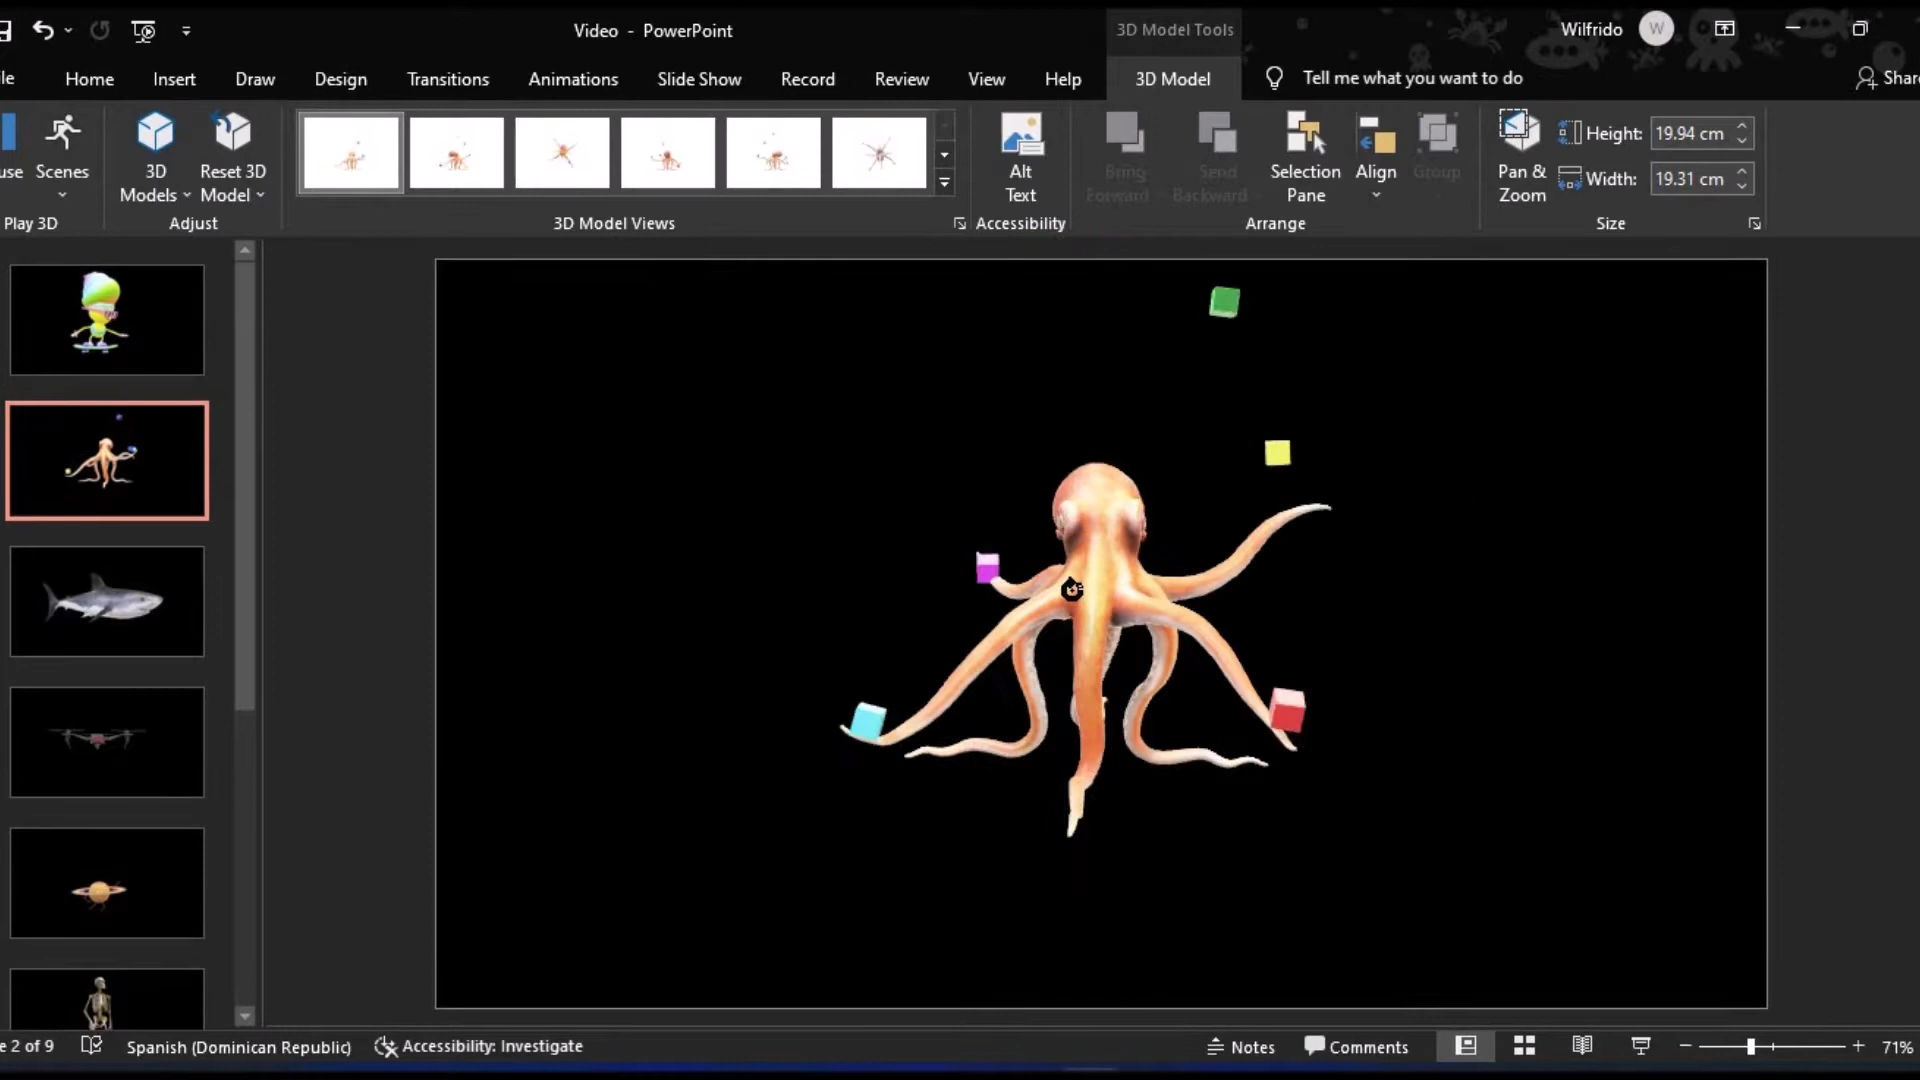 Video - PowerPoint
3D Model Tools
Wilfrido
W
le
Home
Insert
Draw
Design
Transitions
Animations
Slide Show
Record
Review
View
Help
3D Model
Tell me what you want to do
Shar
use
Scenes
Play 3D
3D
Models
Reset 3D
Model
Adjust
3D Model Views
Alt
Text
Accessibility
Bring
Forward
Send
Backward
Selection
Pane
Align
Group
Arrange
Pan &
Zoom
Height: 19.94 cm
Width: 19.31 cm
Size
e 2 of 9
Spanish (Dominican Republic)
Accessibility: Investigate
Notes
Comments
71%